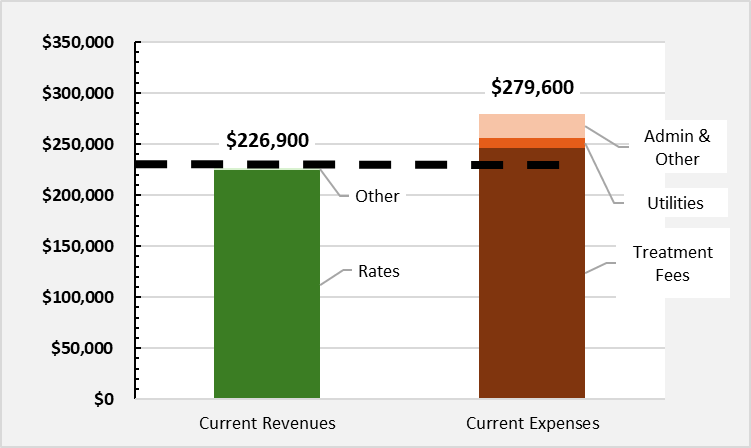 $350,000
$300,000
$250,000
$200,000
$150,000
$100,000
$50,000
$0
$226,900
$279,600
Other
Rates
Admin &
Other
Utilities
Treatment
Fees
Current Revenues
Current Expenses